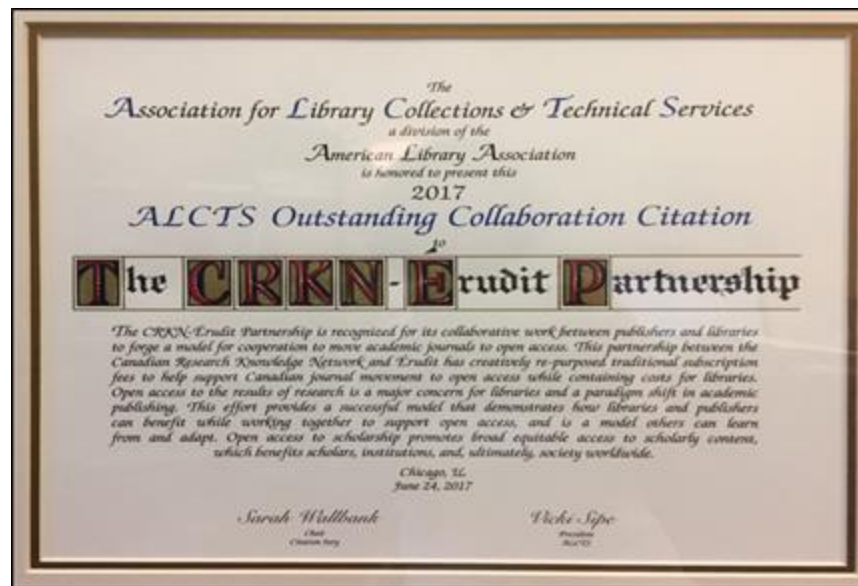 The
Association for Library Collections & Technical Services
a division of the
American Library Association
is honored to present this
2017
ALCTS Outstanding Collaboration Citation
to
The CRKN-Erudit Partnership
The CRKN-Érudit Partnership is recognized for its collaborative work between publishers and libraries
to forge a model for cooperation to move academic journals to open access. This partnership between the
Canadian Research Knowledge Network and Érudit has creatively re-purposed traditional subscription
fees to help support Canadian journal movement to open access while containing costs for libraries.
Open access to the results of research is a major concern for libraries and a paradigm shift in academic
publishing. This effort provides a successful model that demonstrates how libraries and publishers
can benefit while working together to support open access, and is a model others can learn
from and adapt. Open access to scholarship promotes broad equitable access to scholarly content,
which benefits scholars, institutions, and, ultimately, society worldwide.
Chicago, IL
June 24, 2017
Sarah Wallbank
Chair
Citation Jury
Vicki Sipe
President
ALCTS